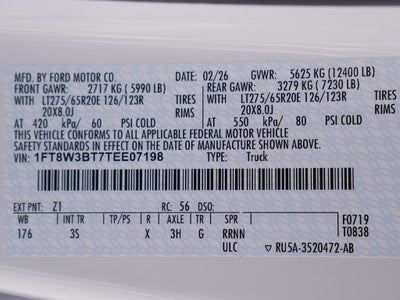 MFD. BY FORD MOTOR CO. 02/26 GVWR: 5625 KG (12400 LB)
FRONT GAWR: 2717 KG (5990 LB) REAR GAWR: 3279 KG (7230 LB)
WITH LT275/65R20E 126/123R TIRES WITH LT275/65R20E 126/123R TIRES
20X8.0J RIMS 20X8.0J RIMS
AT 420 kPa/ 60 PSI COLD AT 550 kPa/ 80 PSI COLD
THIS VEHICLE CONFORMS TO ALL APPLICABLE FEDERAL MOTOR VEHICLE
SAFETY STANDARDS IN EFFECT ON THE DATE OF MANUFACTURE SHOWN ABOVE.
VIN: 1FT8W3BT7TEE07198 TYPE: Truck
EXT PNT: Z1 RC: 56 DSO:
WB INT TR TP/PS R AXLE TR SPR F0719
176 3S X 3H G RRNN T0838
ULC RU5A-3520472-AB